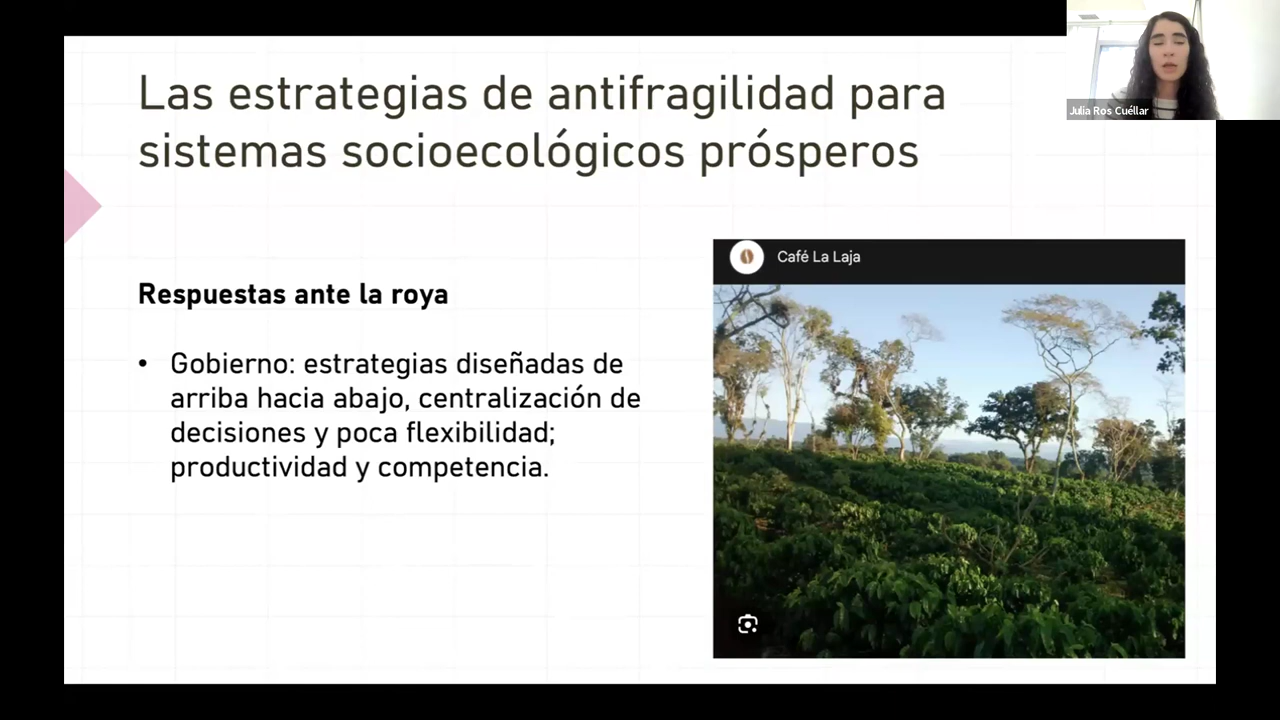 Las estrategias de antifragilidad para
sistemas socioecológicos prósperos
Julia Ros Cuéllar
Respuestas ante la roya
• Gobierno: estrategias diseñadas de
arriba hacia abajo, centralización de
decisiones y poca flexibilidad;
productividad y competencia.
Café La Laja